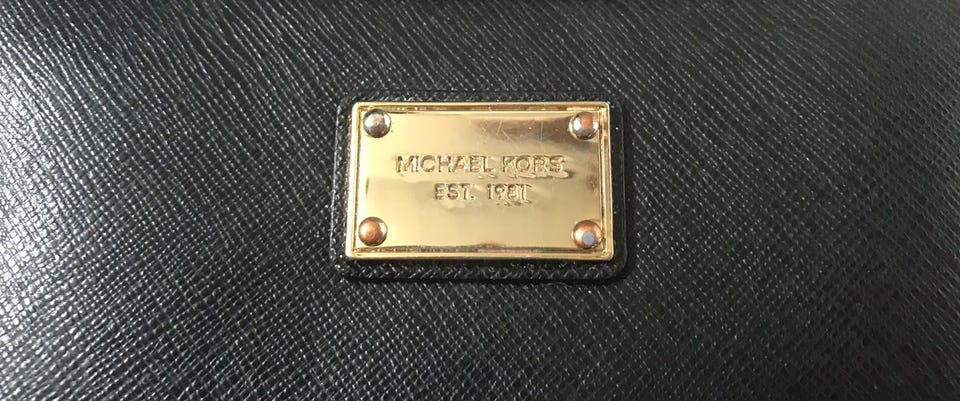 MICHAEL KORS
EST. 1981